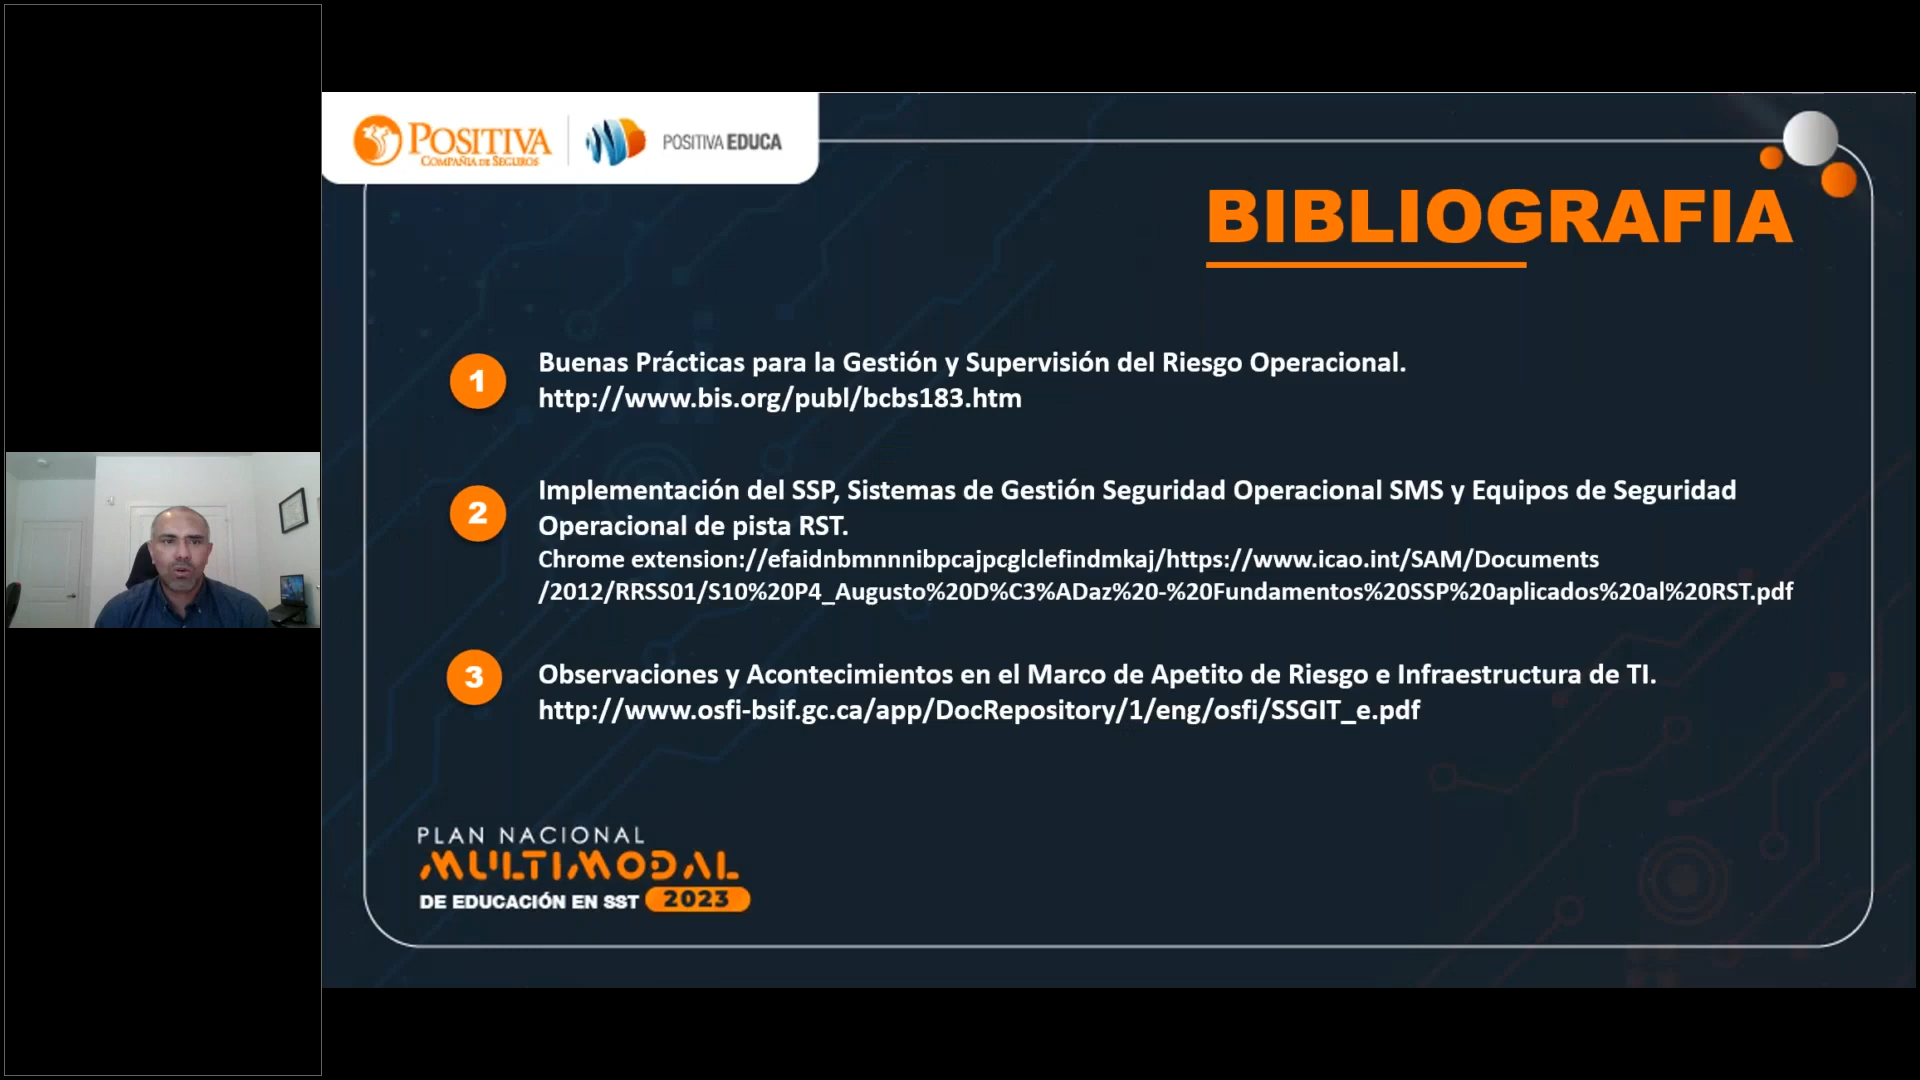 POSITIVA
COMPAÑIA DE SEGUROS
POSITIVA EDUCA
BIBLIOGRAFIA
1
Buenas Prácticas para la Gestión y Supervisión del Riesgo Operacional.
http://www.bis.org/publ/bcbs183.htm
2
Implementación del SSP, Sistemas de Gestión Seguridad Operacional SMS y Equipos de Seguridad
Operacional de pista RST.
Chrome extension://efaidnbmnnnibpcajpcglclefindmkaj/https://www.icao.int/SAM/Documents
/2012/RRSS01/S10%20P4_Augusto%20D%C3%ADaz%20-%20Fundamentos%20SSP%20aplicados%20al%20RST.pdf
3
Observaciones y Acontecimientos en el Marco de Apetito de Riesgo e Infraestructura de TI.
http://www.osfi-bsif.gc.ca/app/DocRepository/1/eng/osfi/SSGIT_e.pdf
PLAN NACIONAL
MULTIMODAL
DE EDUCACIÓN EN SST 2023